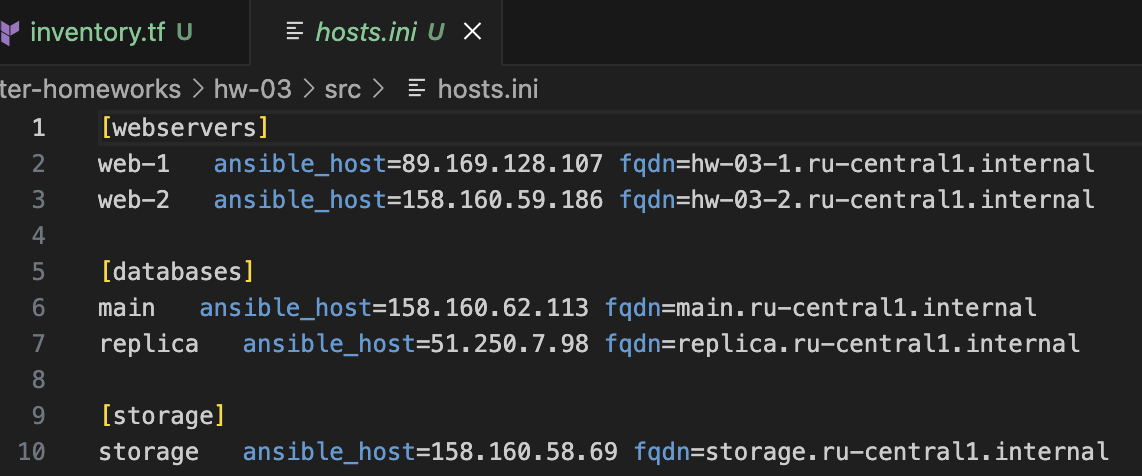 inventory.tf U hosts.ini U
ter-homeworks > hw-03 > src > hosts.ini
1 [webservers]
2 web-1 ansible_host=89.169.128.107 fqdn=hw-03-1.ru-central1.internal
3 web-2 ansible_host=158.160.59.186 fqdn=hw-03-2.ru-central1.internal
4
5 [databases]
6 main ansible_host=158.160.62.113 fqdn=main.ru-central1.internal
7 replica ansible_host=51.250.7.98 fqdn=replica.ru-central1.internal
8
9 [storage]
10 storage ansible_host=158.160.58.69 fqdn=storage.ru-central1.internal